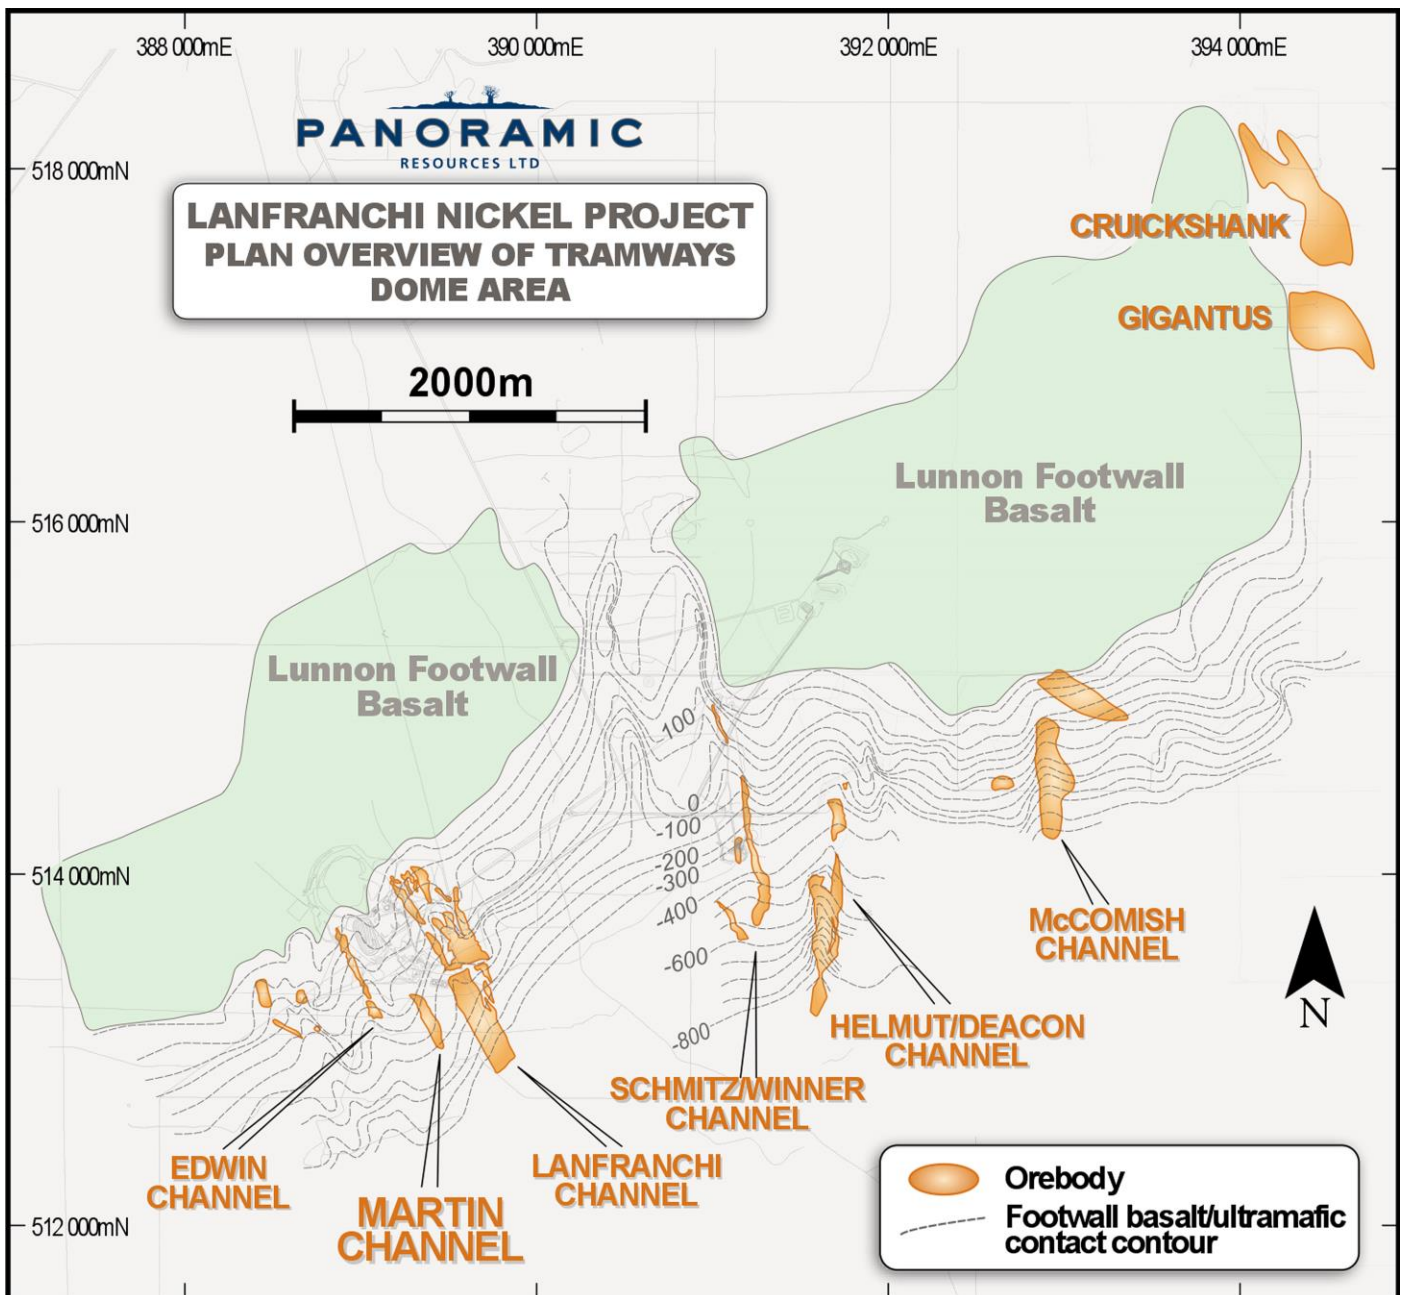 388 000mE
390 000mE
392 000mE
394 000mE
PANORAMIC
RESOURCES LTD
518 000mN
LANFRANCHI NICKEL PROJECT
PLAN OVERVIEW OF TRAMWAYS
DOME AREA
CRUICKSHANK
GIGANTUS
2000m
Lunnon Footwall
Basalt
516 000mN
Lunnon Footwall
Basalt
100
0
-100
-200
-300
-400
-600
-800
514 000mN
McCOMISH
CHANNEL
N
HELMUT/DEACON
CHANNEL
SCHMITZ/WINNER
CHANNEL
EDWIN
CHANNEL
LANFRANCHI
CHANNEL
MARTIN
CHANNEL
512 000mN
Orebody
Footwall basalt/ultramafic
contact contour